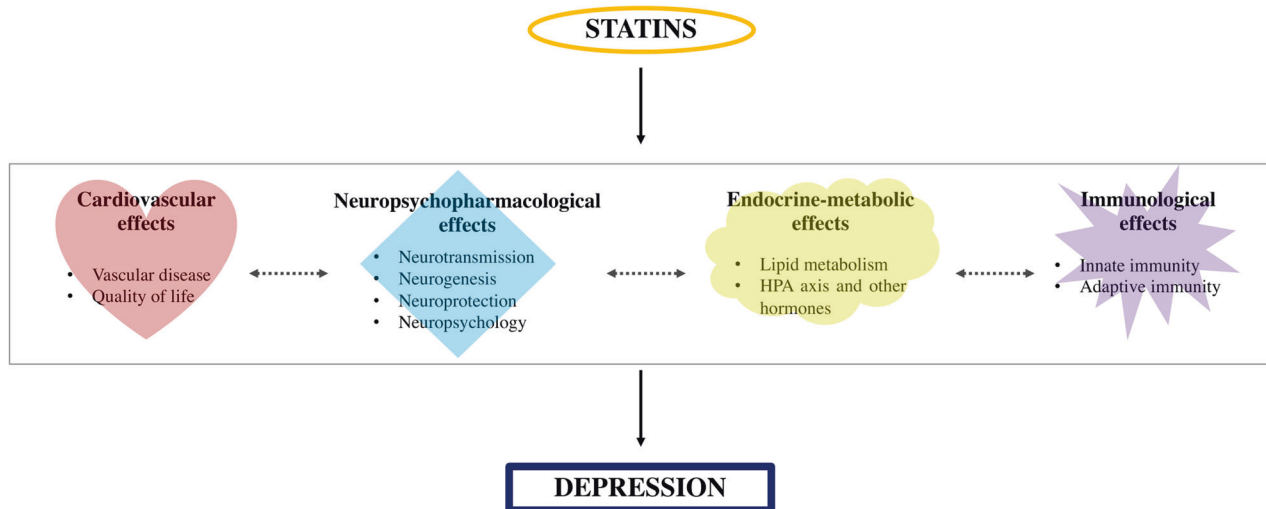 STATINS
Cardiovascular
effects
• Vascular disease
• Quality of life
Neuropsychopharmacological
effects
• Neurotransmission
• Neurogenesis
• Neuroprotection
• Neuropsychology
Endocrine-metabolic
effects
• Lipid metabolism
• HPA axis and other
hormones
Immunological
effects
• Innate immunity
• Adaptive immunity
DEPRESSION